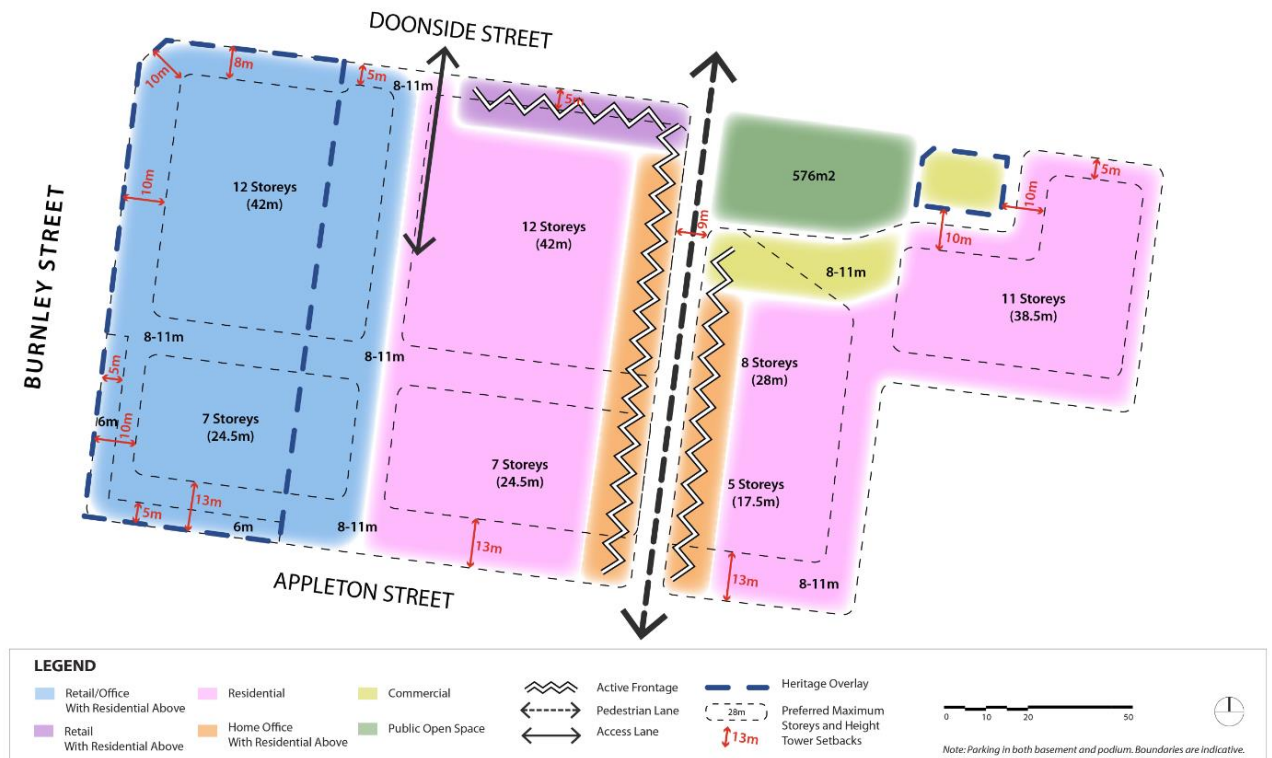 DOONSIDE STREET
BURNLEY STREET
APPLETON STREET
10m
8m
5m
8-11m
5m
12 Storeys
(42m)
10m
12 Storeys
(42m)
9m
576m2
5m
10m
10m
8-11m
11 Storeys
(38.5m)
8-11m
8-11m
5m
8 Storeys
(28m)
6m
10m
7 Storeys
(24.5m)
7 Storeys
(24.5m)
5 Storeys
(17.5m)
13m
5m
6m
8-11m
13m
13m
8-11m
LEGEND
Retail/Office
With Residential Above
Retail
With Residential Above
Residential
Home Office
With Residential Above
Commercial
Public Open Space
Active Frontage
Pedestrian Lane
Access Lane
Heritage Overlay
28m
Preferred Maximum
Storeys and Height
Tower Setbacks
13m
0 10 20 50
Note: Parking in both basement and podium. Boundaries are indicative.